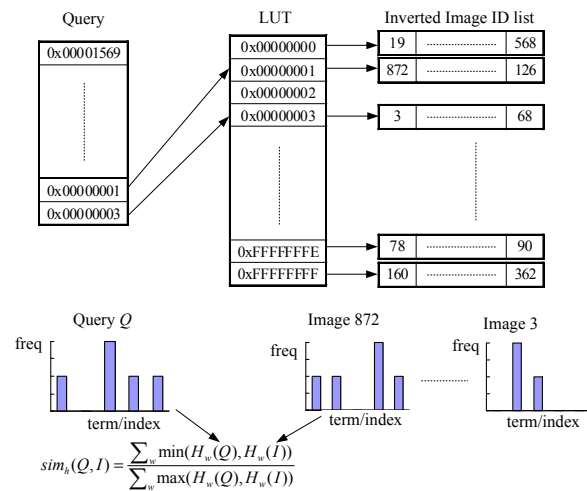 Query
LUT
Inverted Image ID list
0x00001569
0x00000000
19 568
0x00000001
872 126
0x00000002
0x00000003
3 68
0x00000001
0x00000003
0xFFFFFFFE
78 90
0xFFFFFFFF
160 362
Query Q
Image 872
Image 3
freq
freq
freq
term/index
term/index
term/index
sim_h(Q,I) = ∑_w min(H_w(Q),H_w(I)) / ∑_w max(H_w(Q),H_w(I))